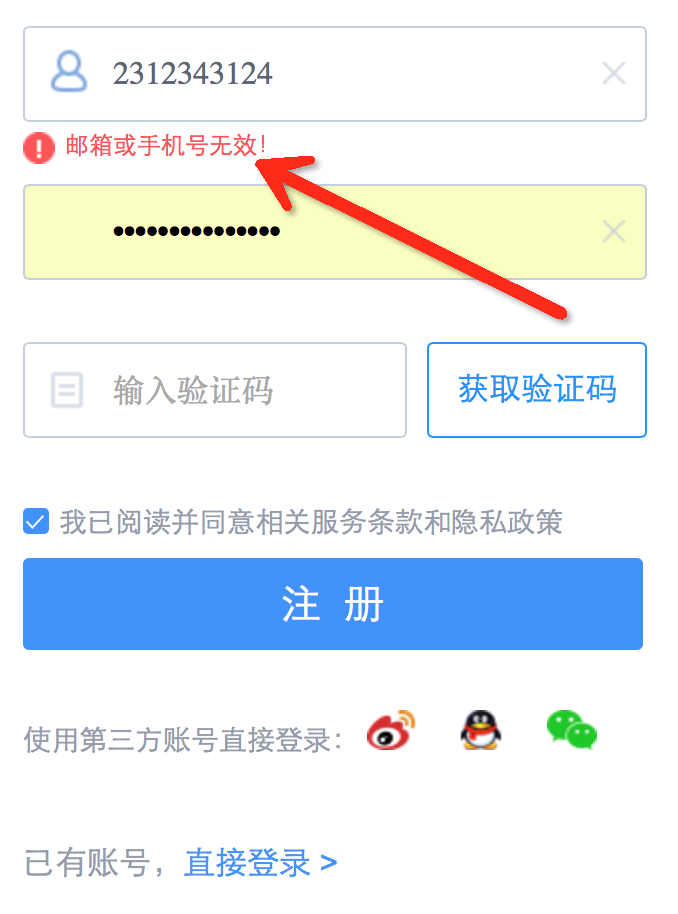 2312343124
邮箱或手机号无效!
•••••••••••••••
输入验证码
获取验证码
我已阅读并同意相关服务条款和隐私政策
注 册
使用第三方账号直接登录:
已有账号，直接登录 >